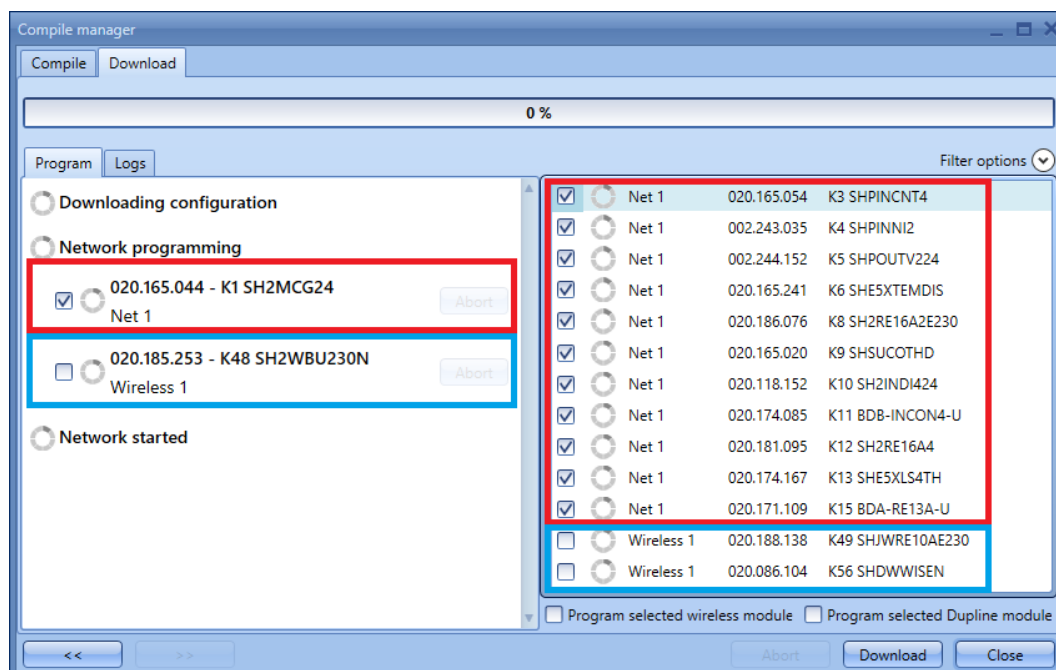 Compile manager
Compile Download
0 %
Program Logs
Filter options
Downloading configuration
Network programming
020.165.044 - K1 SH2MCG24
Net 1
Abort
020.185.253 - K48 SH2WBU230N
Wireless 1
Abort
Network started
Net 1 020.165.054 K3 SHPINCNT4
Net 1 002.243.035 K4 SHPINNI2
Net 1 002.244.152 K5 SHPOUTV224
Net 1 020.165.241 K6 SHE5XTEMDIS
Net 1 020.186.076 K8 SH2RE16A2E230
Net 1 020.165.020 K9 SHSUCOTHD
Net 1 020.118.152 K10 SH2INDI424
Net 1 020.174.085 K11 BDB-INCON4-U
Net 1 020.181.095 K12 SH2RE16A4
Net 1 020.174.167 K13 SHE5XLS4TH
Net 1 020.171.109 K15 BDA-RE13A-U
Wireless 1 020.188.138 K49 SHJWRE10AE230
Wireless 1 020.086.104 K56 SHDWWISEN
Program selected wireless module Program selected Dupline module
<< >> Abort Download Close